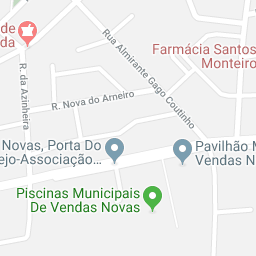 de
da
Rua Almirante Gago Coutinho
Farmácia Santos
Monteiro
R. da Azinheira
R. Nova do Arneiro
Novas, Porta Do
ejo-Associação...
Pavilhão M
Vendas N
Piscinas Municipais
De Vendas Novas